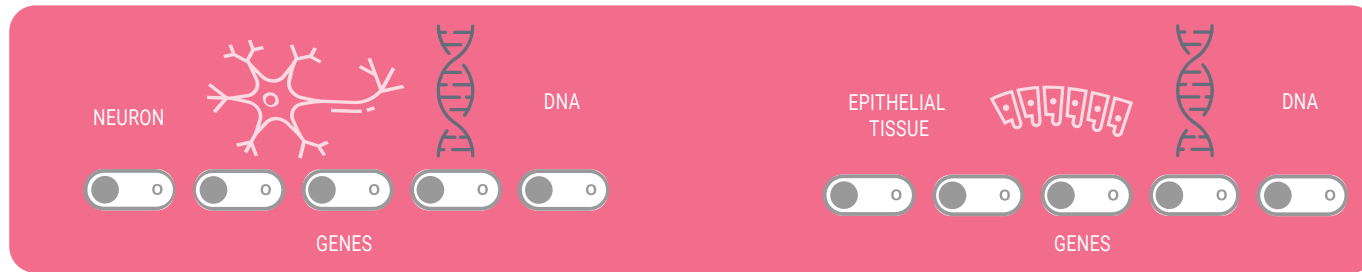 NEURON
DNA
O O O O O
GENES
EPITHELIAL
TISSUE
DNA
O O O O O
GENES